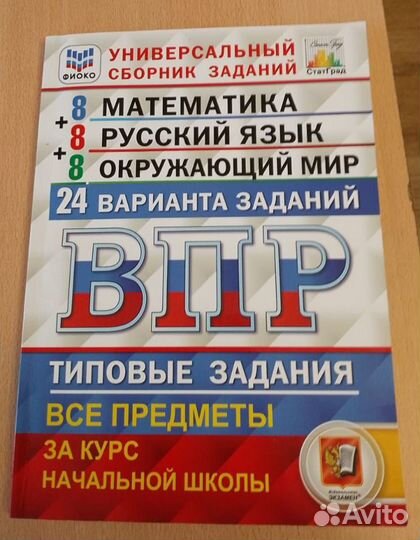 ФИОКО
УНИВЕРСАЛЬНЫЙ
СБОРНИК ЗАДАНИЙ
СтатГрад
8 МАТЕМАТИКА
+
8 РУССКИЙ ЯЗЫК
+
8 ОКРУЖАЮЩИЙ МИР
24 ВАРИАНТА ЗАДАНИЙ
ВПР
ТИПОВЫЕ ЗАДАНИЯ
ВСЕ ПРЕДМЕТЫ
ЗА КУРС
НАЧАЛЬНОЙ ШКОЛЫ
ЭКЗАМЕН
Avito